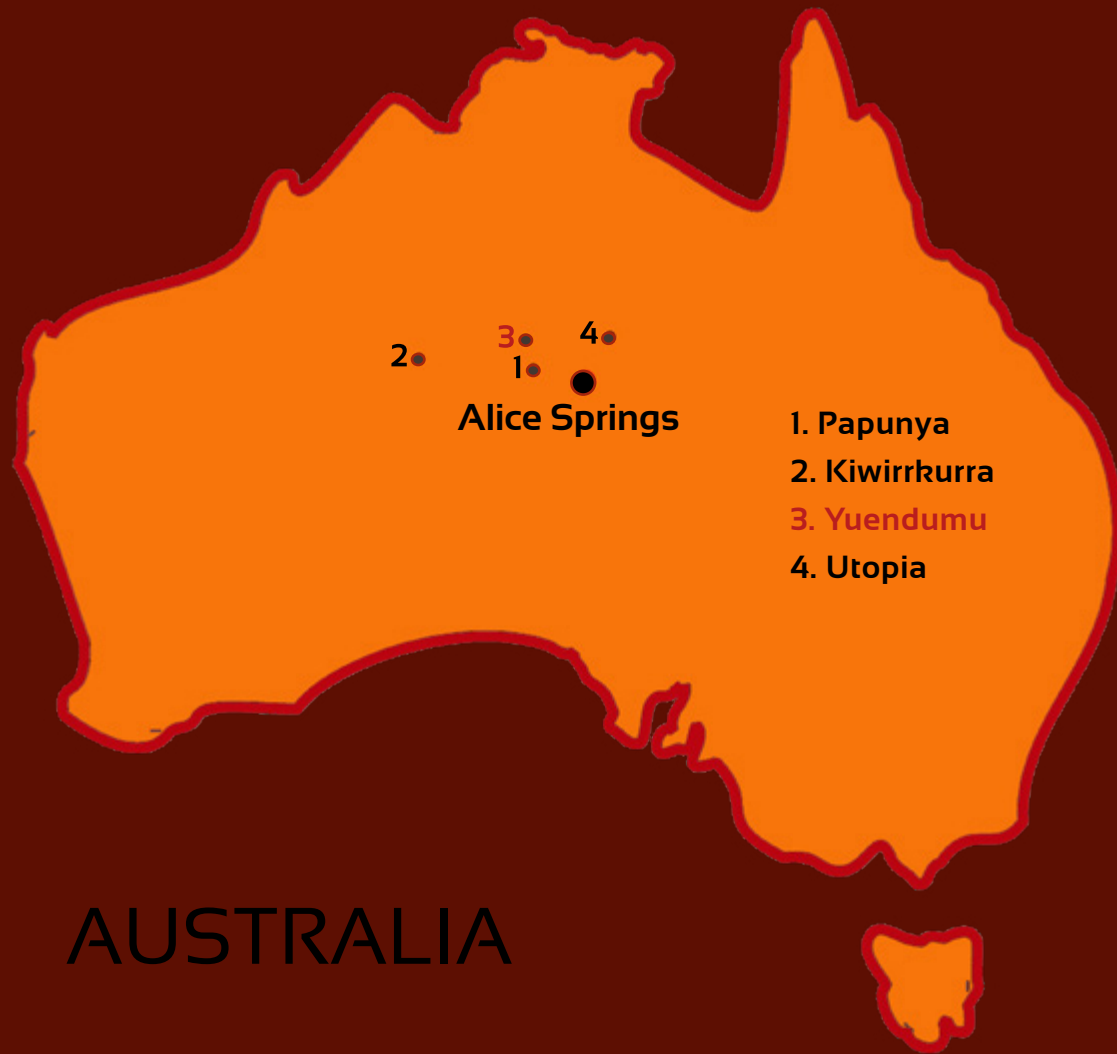 3
4
2
1
Alice Springs
1. Papunya
2. Kiwirrkurra
3. Yuendumu
4. Utopia
AUSTRALIA